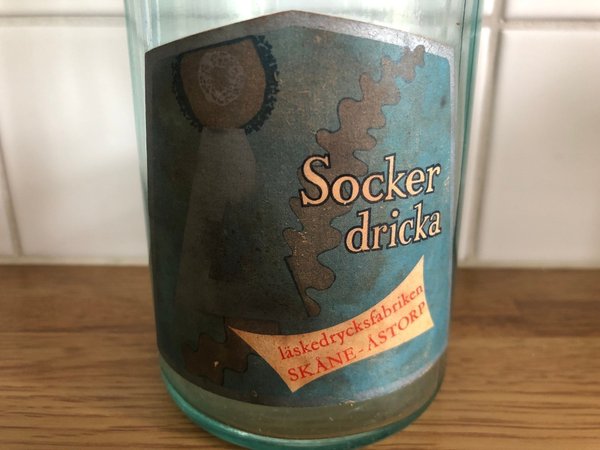 Socker
dricka
läskedrycksfabriken
SKÅNE-ÅSTORP